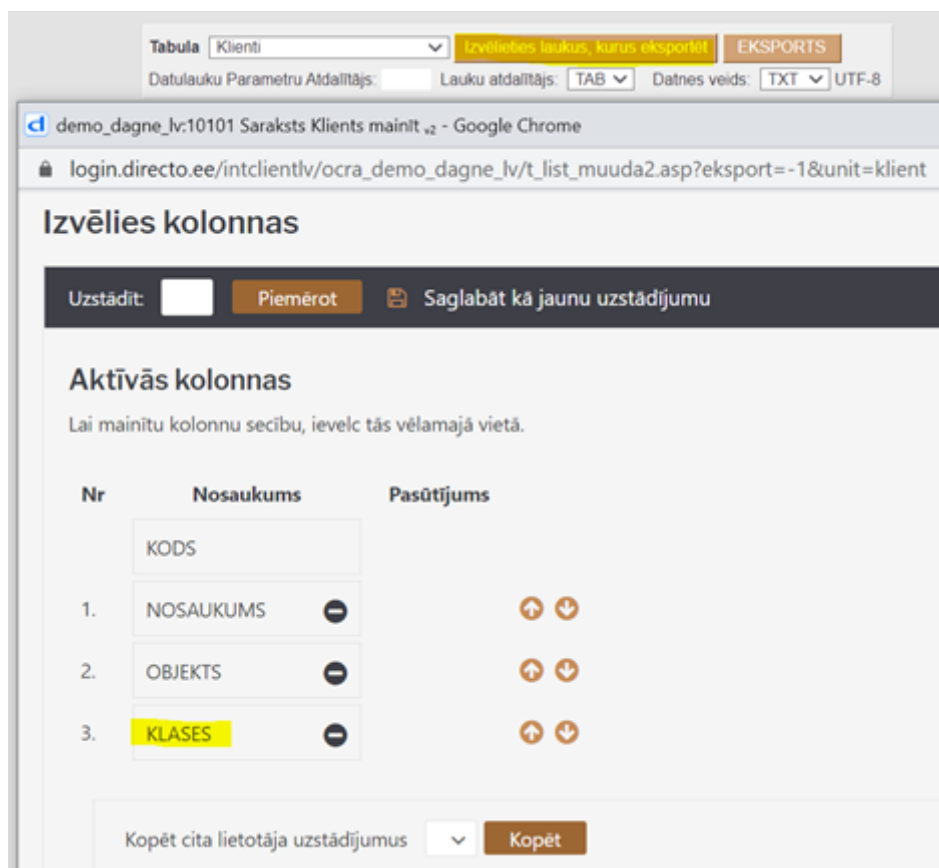 Tabula Klienti Izvēlieties laukus, kurus eksportēt EKSPORTS
Datulauku Parametru Atdalītājs: Lauku atdalītājs: TAB Datnes veids: TXT UTF-8
demo_dagne_lv:10101 Saraksts Klients mainīt v2 - Google Chrome
login.directo.ee/intclientlv/ocra_demo_dagne_lv/t_list_muuda2.asp?eksport=-1&unit=klient
Izvēlies kolonnas
Uzstādīt: Piemērot Saglabāt kā jaunu uzstādījumu
Aktīvās kolonnas
Lai mainītu kolonnu secību, ievelc tās vēlamajā vietā.
Nr Nosaukums Pasūtījums
KODS
1. NOSAUKUMS
2. OBJEKTS
3. KLASES
Kopēt cita lietotāja uzstādījumus Kopēt